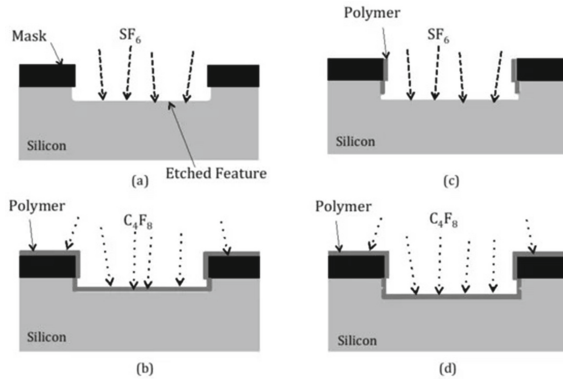 Mask
SF₆
Silicon
Etched Feature
(a)
Polymer
SF₆
Silicon
(c)
Polymer
C₄F₈
Silicon
(b)
Polymer
C₄F₈
Silicon
(d)